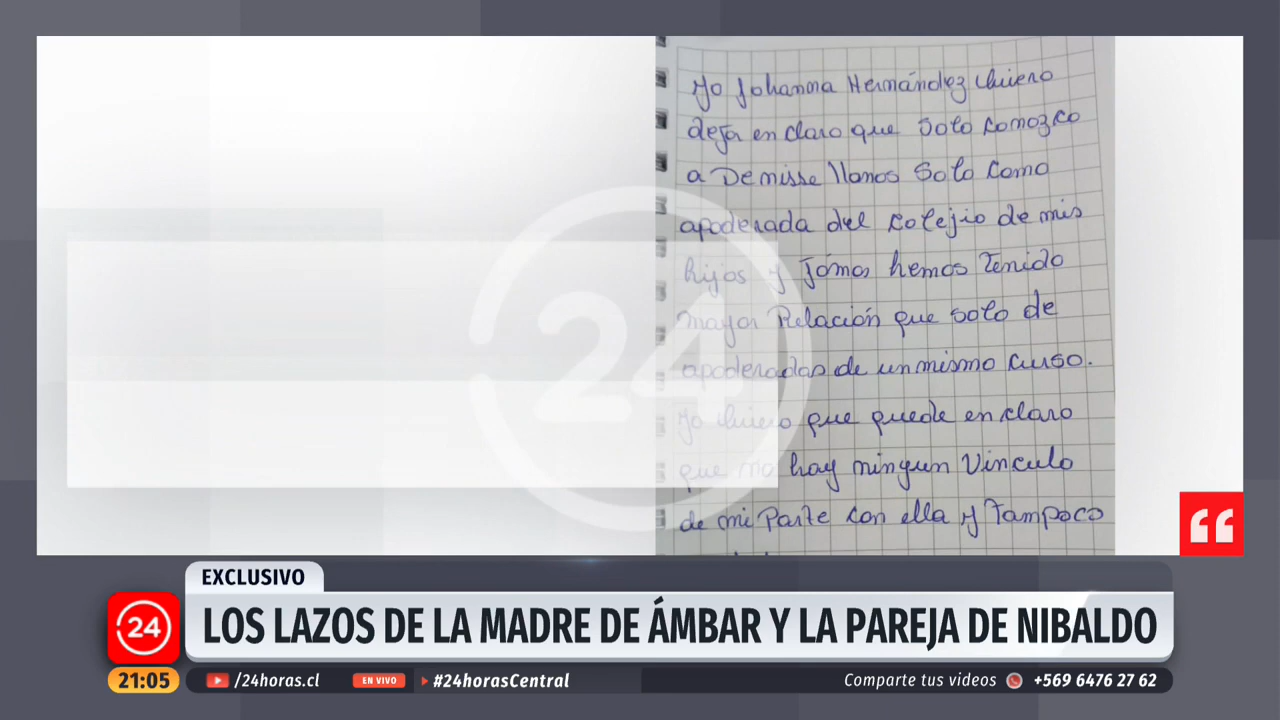 Yo Johanna Hernández Quiero
deja en claro que solo conozco
a Denisse llanos solo como
apoderada del colejio de mis
hijos y Jámas hemos Tenido
mayor Relación que solo de
apoderadas de un mismo curso.
yo quiero que quede en claro
que no hay ningun Vinculo
de mi Parte con ella y Tampoco
24
EXCLUSIVO
LOS LAZOS DE LA MADRE DE ÁMBAR Y LA PAREJA DE NIBALDO
24
21:05
/24horas.cl
EN VIVO
#24horasCentral
Comparte tus videos
+569 6476 27 62